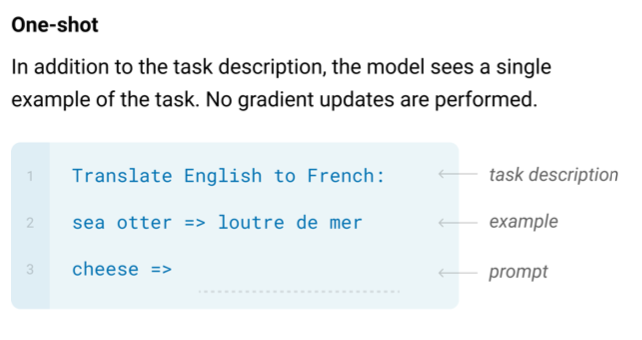 One-shot
In addition to the task description, the model sees a single
example of the task. No gradient updates are performed.
1 Translate English to French: task description
2 sea otter => loutre de mer example
3 cheese => prompt